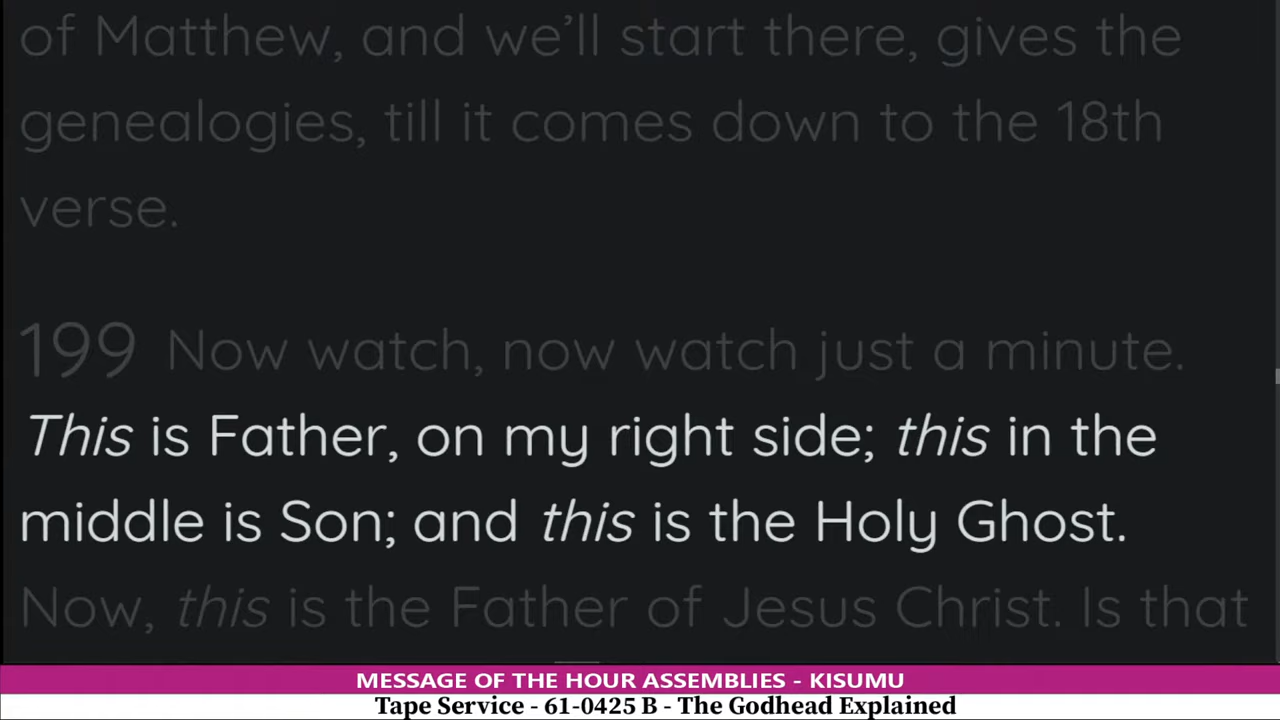 of Matthew, and we’ll start there, gives the
genealogies, till it comes down to the 18th
verse.
199 Now watch, now watch just a minute.
This is Father, on my right side; this in the
middle is Son; and this is the Holy Ghost.
Now, this is the Father of Jesus Christ. Is that
MESSAGE OF THE HOUR ASSEMBLIES - KISUMU
Tape Service - 61-0425 B - The Godhead Explained